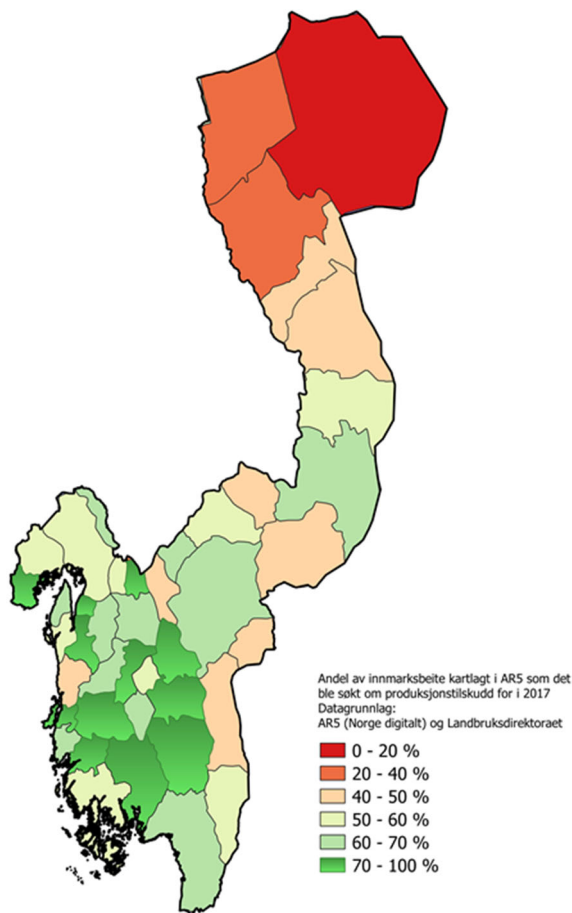 Andel av innmarksbeite kartlagt i AR5 som det
ble søkt om produksjonstilskudd for i 2017
Datagrunnlag:
AR5 (Norge digitalt) og Landbruksdirektoraet
0 - 20 %
20 - 40 %
40 - 50 %
50 - 60 %
60 - 70 %
70 - 100 %